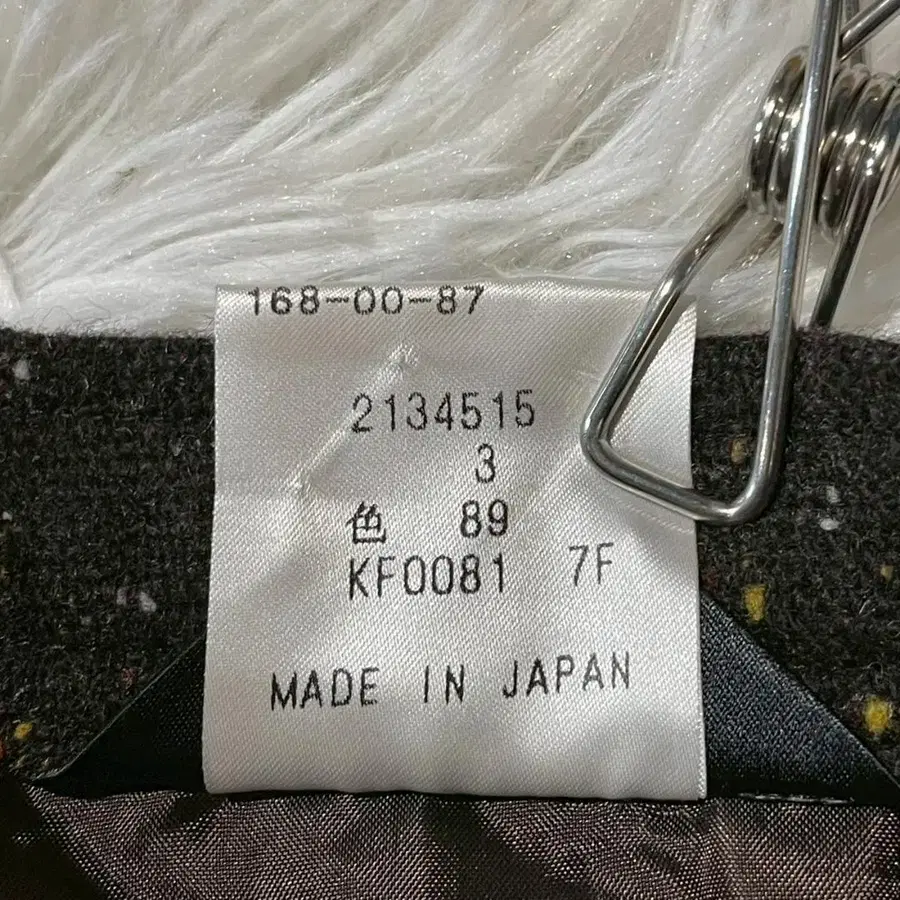 168-00-87
2134515
3
色 89
KF0081 7F
MADE IN JAPAN